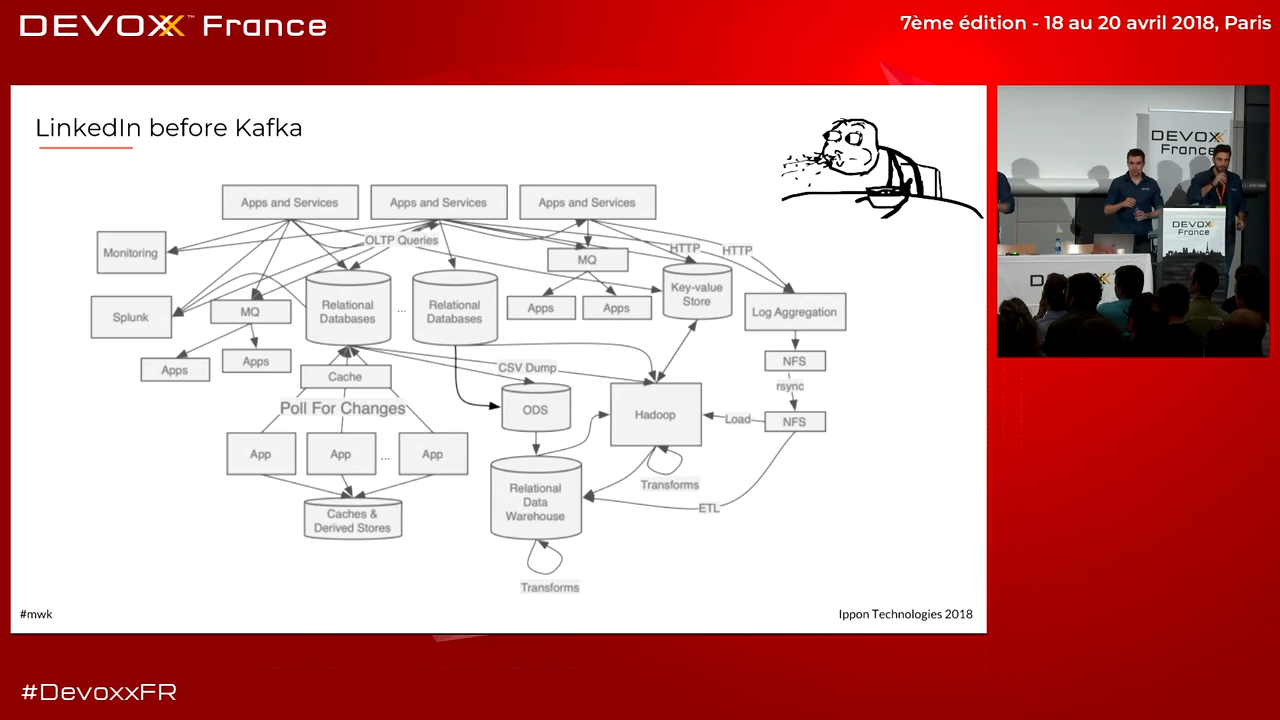 DEVOXX™ France
7ème édition - 18 au 20 avril 2018, Paris
LinkedIn before Kafka
Apps and Services
Apps and Services
Apps and Services
Monitoring
OLTP Queries
MQ
HTTP
HTTP
Splunk
MQ
Relational
Databases
...
Relational
Databases
Apps
Apps
Key-value
Store
Log Aggregation
Apps
Apps
Cache
CSV Dump
NFS
rsync
Poll For Changes
ODS
Hadoop
Load
NFS
App
App
...
App
Transforms
Relational
Data
Warehouse
ETL
Caches &
Derived Stores
Transforms
#mwk
Ippon Technologies 2018
DEVOXX
France
DEVOXX
France
#DevoxxFR